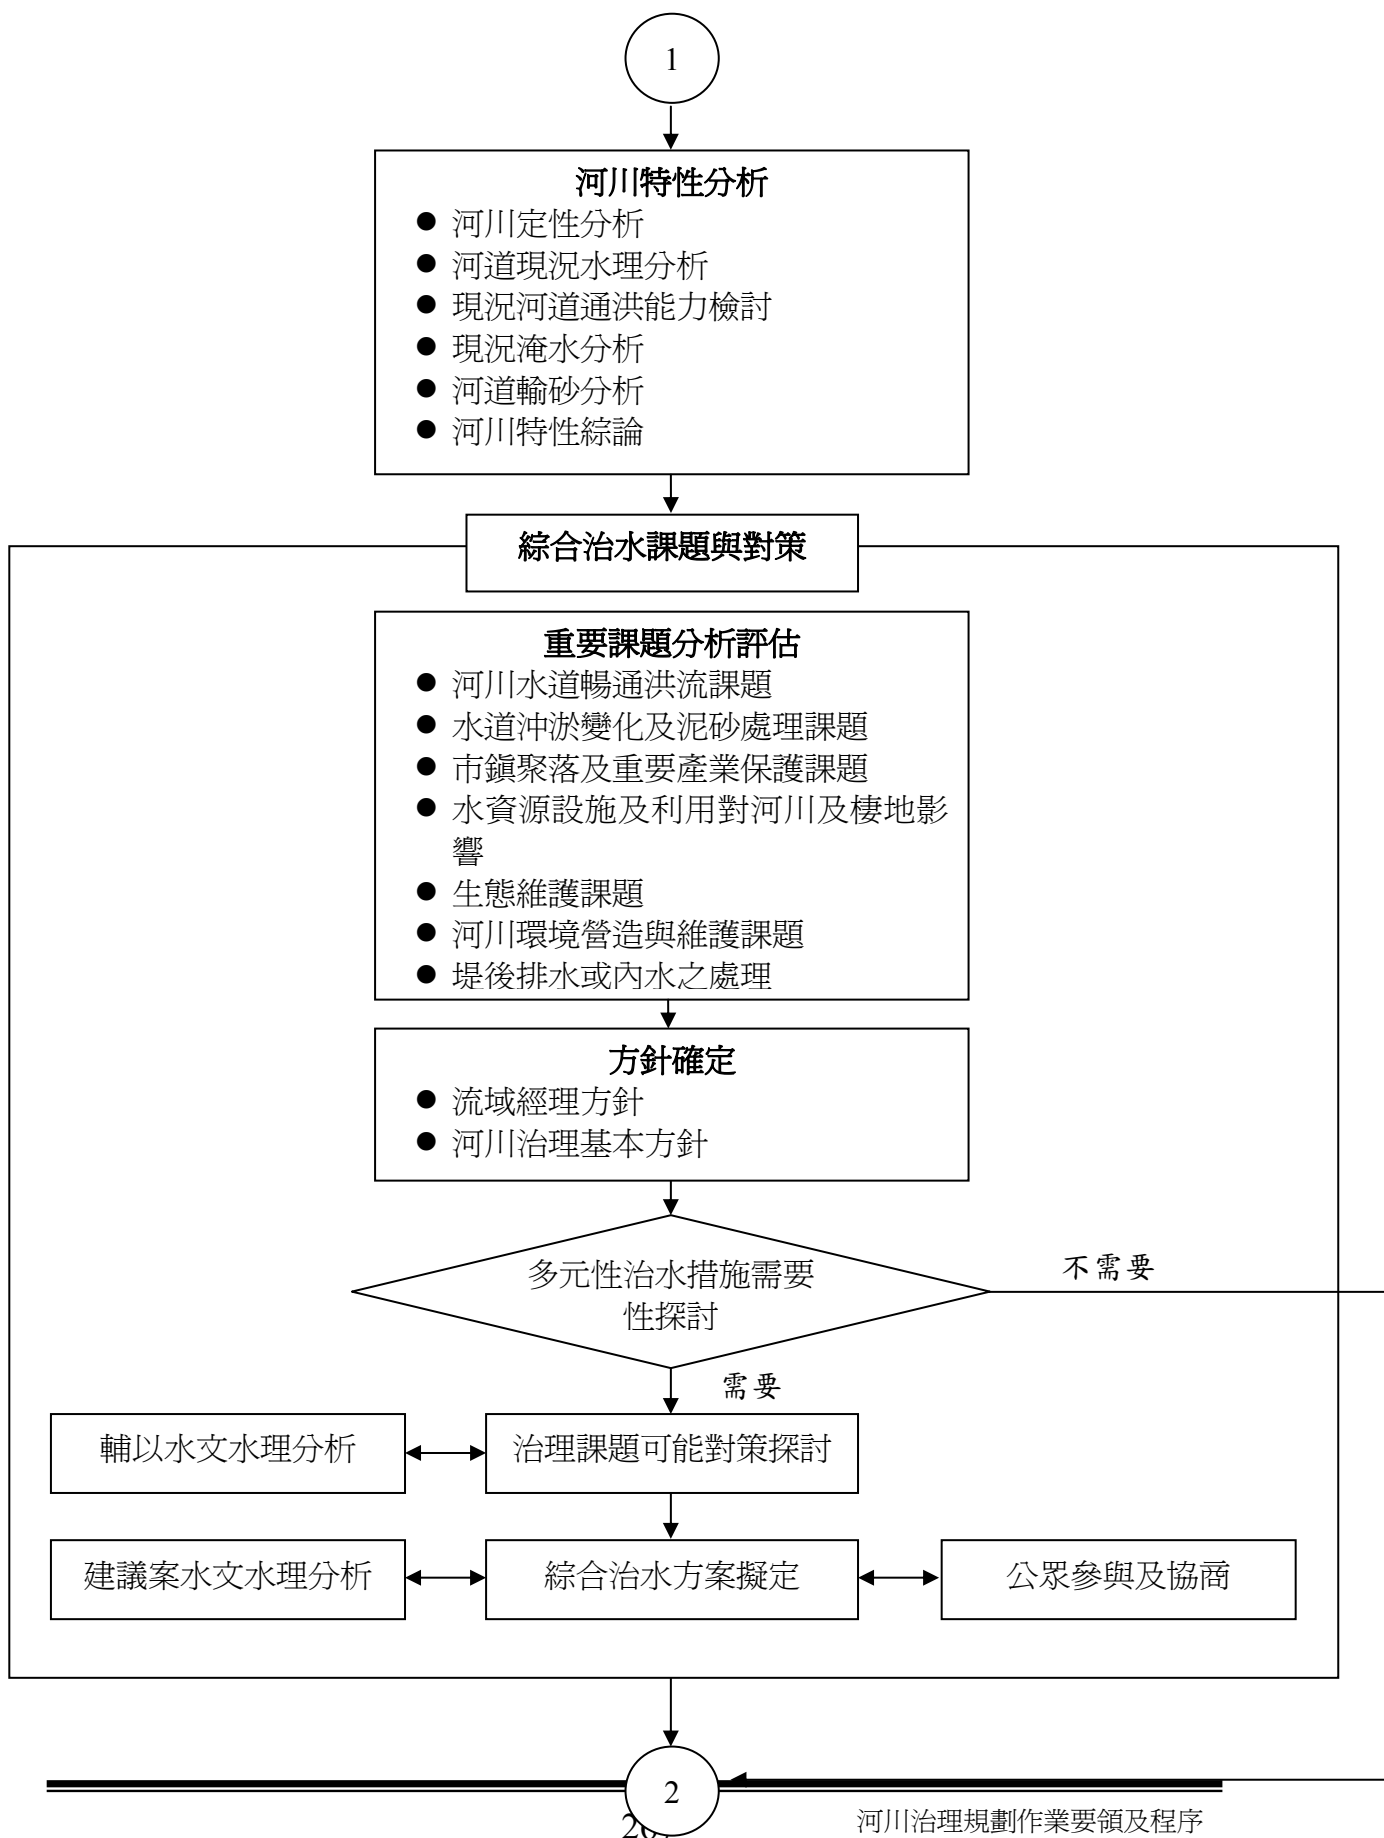 1
河川特性分析
● 河川定性分析
● 河道現況水理分析
● 現況河道通洪能力檢討
● 現況淹水分析
● 河道輸砂分析
● 河川特性綜論
綜合治水課題與對策
重要課題分析評估
● 河川水道暢通洪流課題
● 水道沖淤變化及泥砂處理課題
● 市鎮聚落及重要產業保護課題
● 水資源設施及利用對河川及棲地影
響
● 生態維護課題
● 河川環境營造與維護課題
● 堤後排水或內水之處理
方針確定
● 流域經理方針
● 河川治理基本方針
多元性治水措施需要
性探討
不需要
需要
輔以水文水理分析
治理課題可能對策探討
建議案水文水理分析
綜合治水方案擬定
公眾參與及協商
2
河川治理規劃作業要領及程序